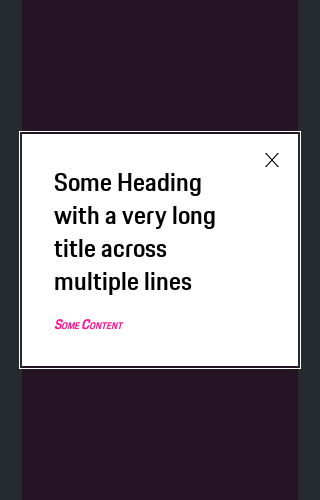 Some Heading
with a very long
title across
multiple lines
Some Content